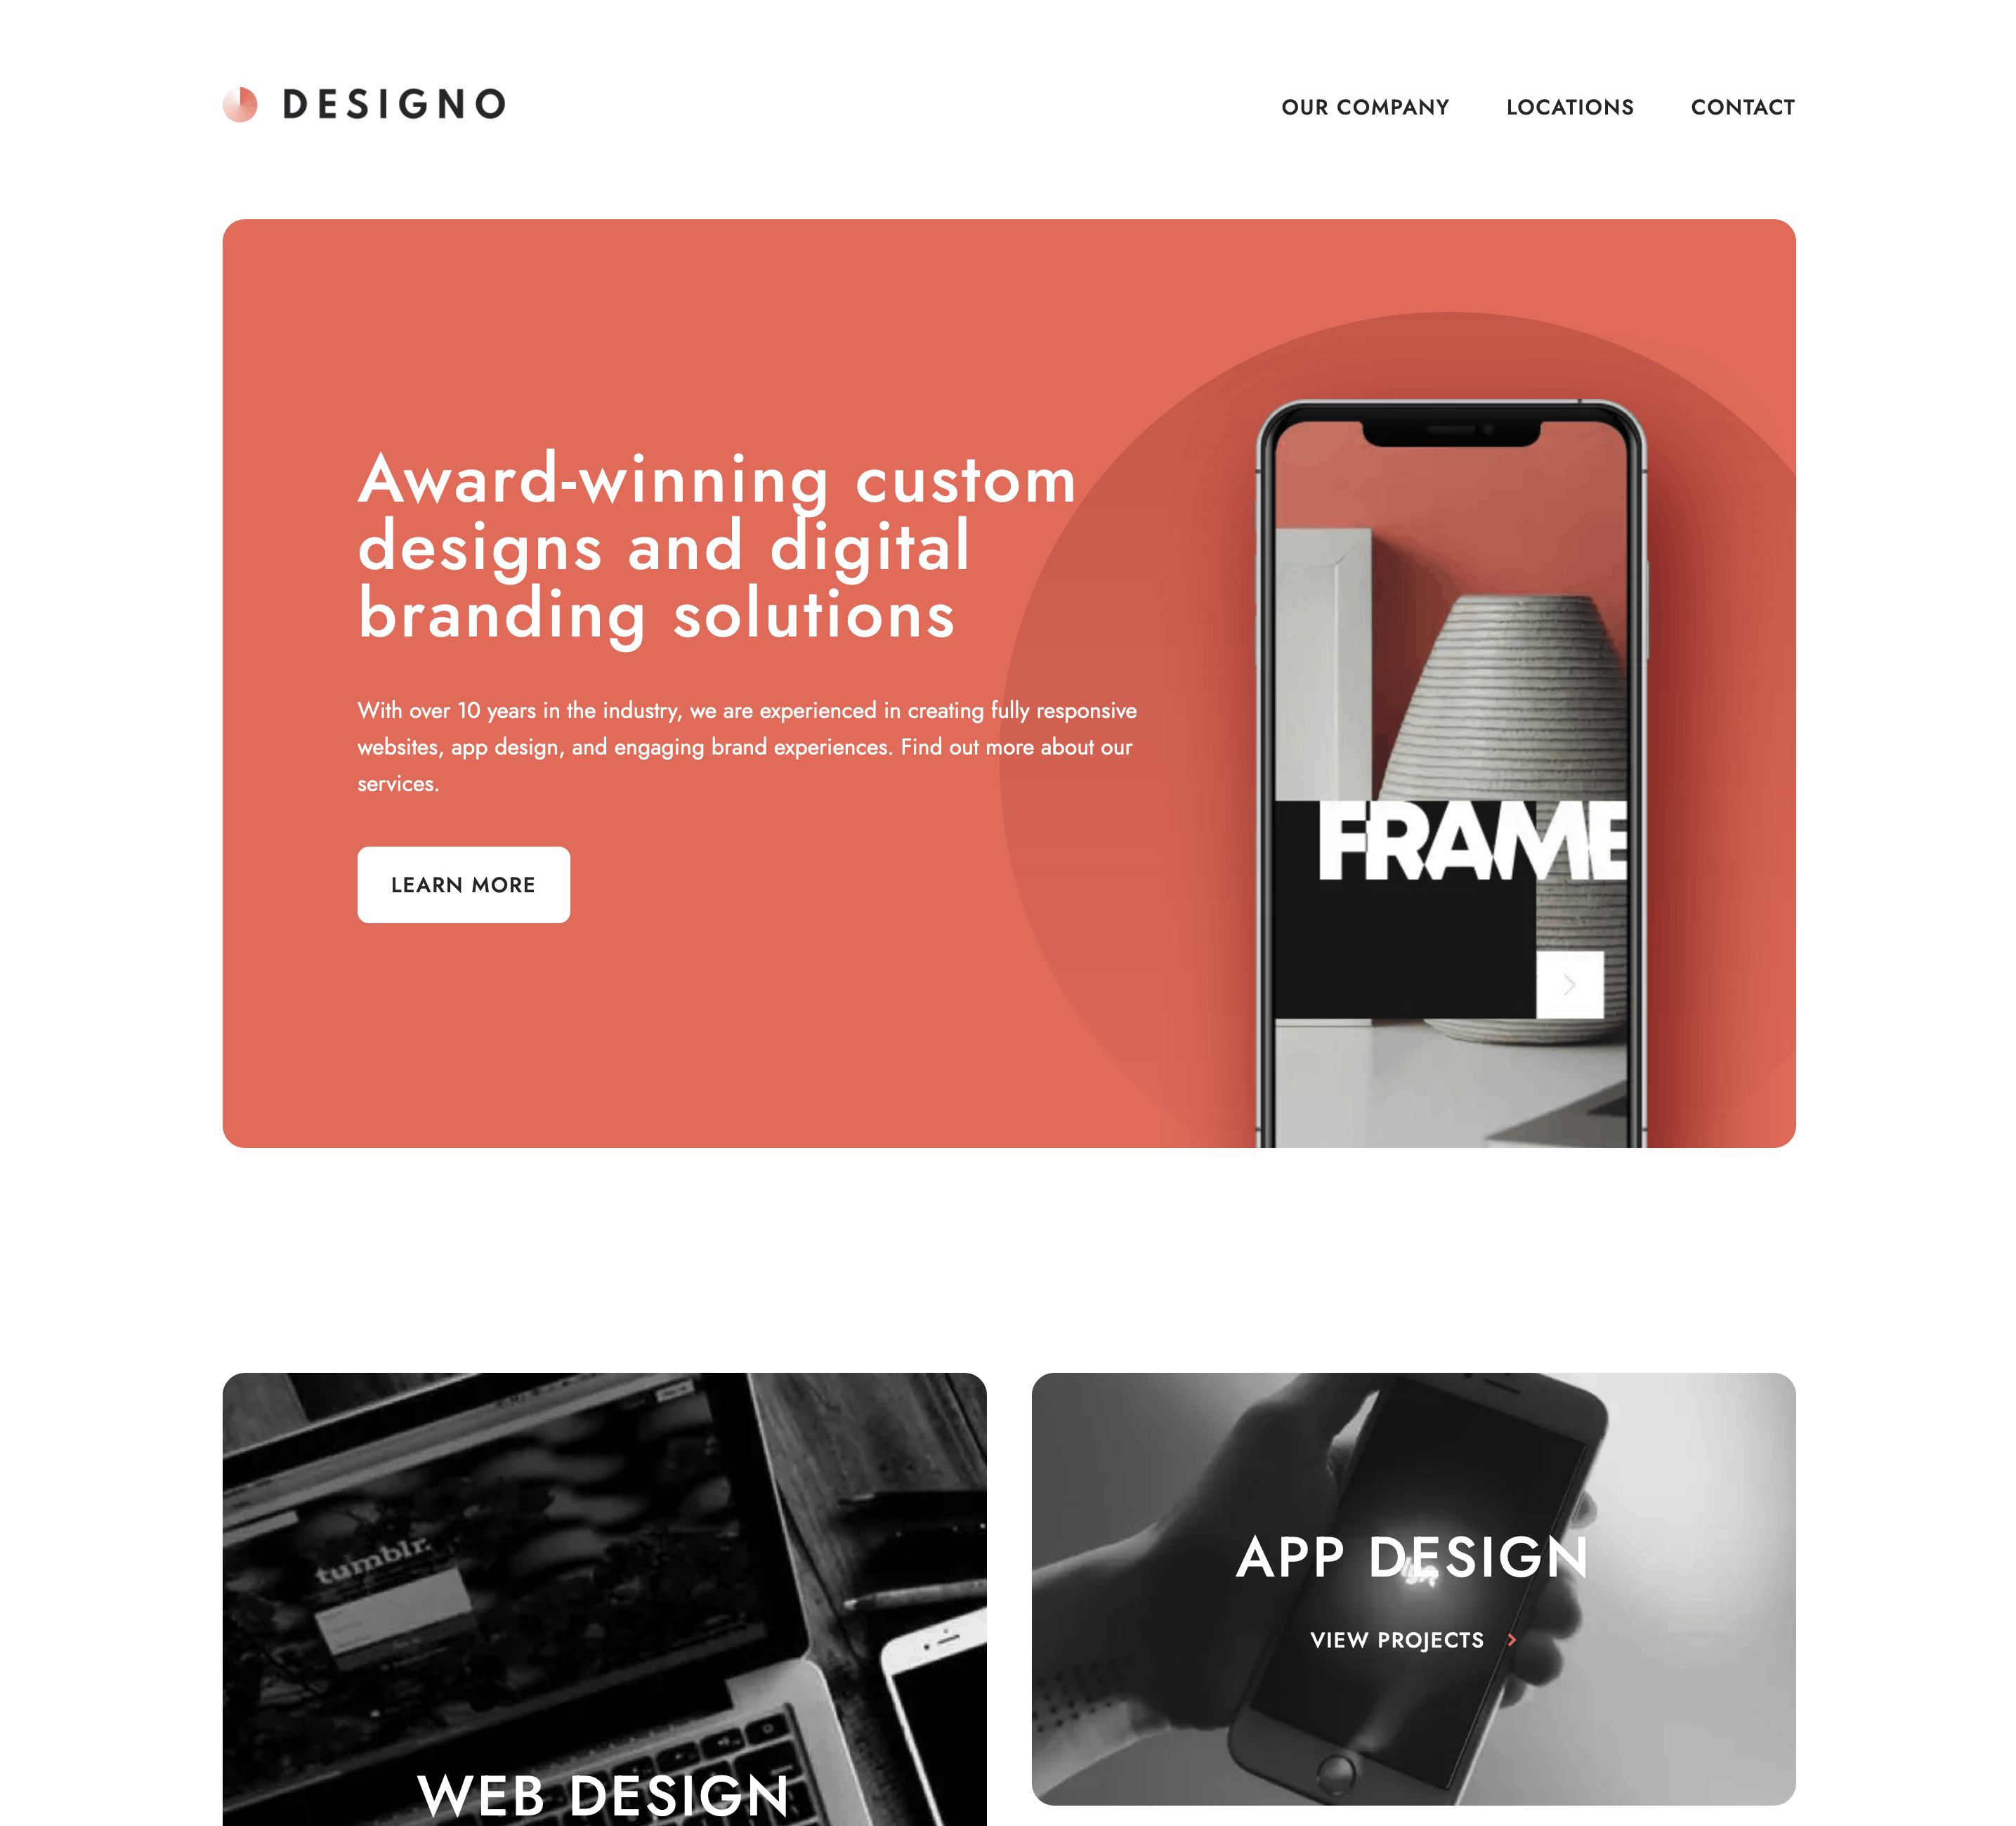 DESIGNO
OUR COMPANY
LOCATIONS
CONTACT
Award-winning custom
designs and digital
branding solutions
With over 10 years in the industry, we are experienced in creating fully responsive
websites, app design, and engaging brand experiences. Find out more about our
services.
LEARN MORE
FRAME
tumblr.
WEB DESIGN
APP DESIGN
VIEW PROJECTS